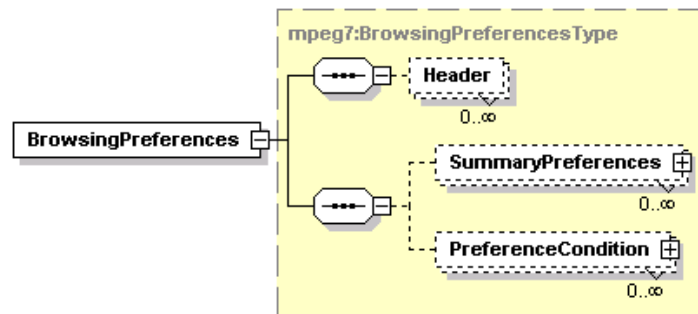 mpeg7:BrowsingPreferencesType
Header
0..∞
BrowsingPreferences
SummaryPreferences
0..∞
PreferenceCondition
0..∞